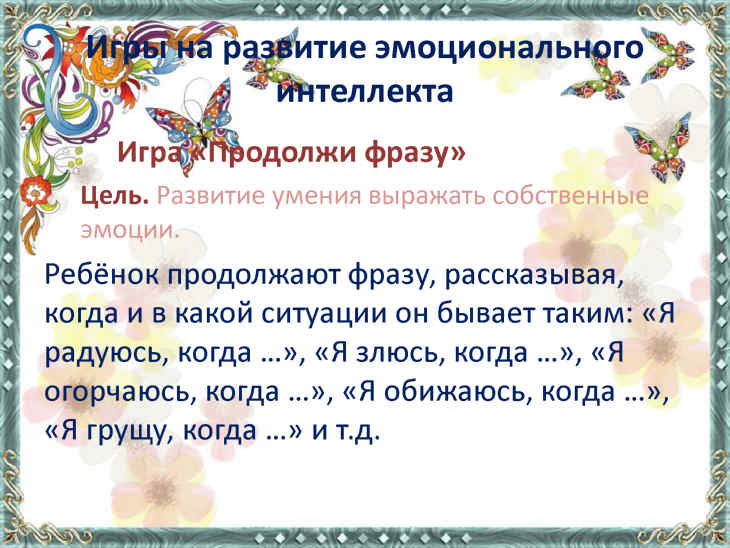 Игры на развитие эмоционального
интеллекта
Игра «Продолжи фразу»
Цель. Развитие умения выражать собственные
эмоции.
Ребёнок продолжают фразу, рассказывая,
когда и в какой ситуации он бывает таким: «Я
радуюсь, когда …», «Я злюсь, когда …», «Я
огорчаюсь, когда …», «Я обижаюсь, когда …»,
«Я грущу, когда …» и т.д.